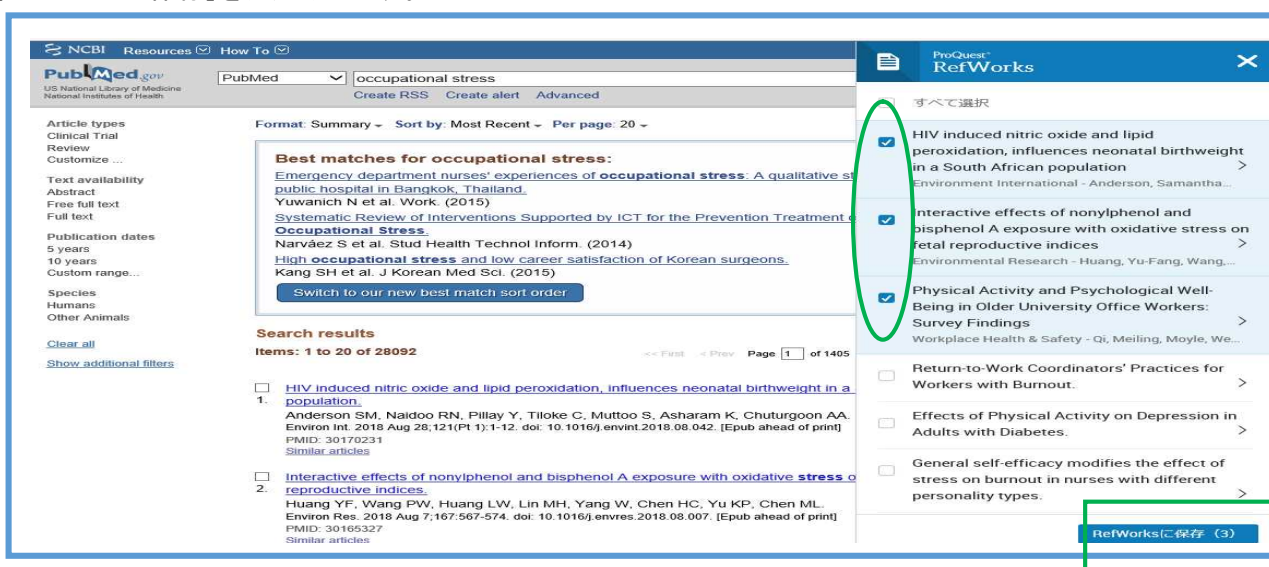 NCBI Resources How To
PubMed.gov
US National Library of Medicine
National Institutes of Health
PubMed
occupational stress
Create RSS Create alert Advanced
Article types
Clinical Trial
Review
Customize ...
Text availability
Abstract
Free full text
Full text
Publication dates
5 years
10 years
Custom range...
Species
Humans
Other Animals
Clear all
Show additional filters
Format: Summary Sort by: Most Recent Per page: 20
Best matches for occupational stress:
Emergency department nurses' experiences of occupational stress: A qualitative
public hospital in Bangkok, Thailand.
Yuwanich N et al. Work. (2015)
Systematic Review of Interventions Supported by ICT for the Prevention Treatment
Occupational Stress.
Narváez S et al. Stud Health Technol Inform. (2014)
High occupational stress and low career satisfaction of Korean surgeons.
Kang SH et al. J Korean Med Sci. (2015)
Switch to our new best match sort order
Search results
Items: 1 to 20 of 28092
<< First < Prev Page 1 of 1405
HIV induced nitric oxide and lipid peroxidation, influences neonatal birthweight in a
1. population.
Anderson SM, Naidoo RN, Pillay Y, Tiloke C, Muttoo S, Asharam K, Chuturgoon AA.
Environ Int. 2018 Aug 28;121(Pt 1):1-12. doi: 10.1016/j.envint.2018.08.042. [Epub ahead of print]
PMID: 30170231
Similar articles
Interactive effects of nonylphenol and bisphenol A exposure with oxidative stress
2. reproductive indices.
Huang YF, Wang PW, Huang LW, Lin MH, Yang W, Chen HC, Yu KP, Chen ML.
Environ Res. 2018 Aug 7;167:567-574. doi: 10.1016/j.envres.2018.08.007. [Epub ahead of print]
PMID: 30165327
Similar articles
ProQuest
RefWorks
すべて選択
HIV induced nitric oxide and lipid
peroxidation, influences neonatal birthweight
in a South African population >
Environment International - Anderson, Samantha...
Interactive effects of nonylphenol and
bisphenol A exposure with oxidative stress on
fetal reproductive indices >
Environmental Research - Huang, Yu-Fang, Wang,...
Physical Activity and Psychological Well-
Being in Older University Office Workers:
Survey Findings >
Workplace Health & Safety - Qi, Meiling, Moyle, We...
Return-to-Work Coordinators' Practices for
Workers with Burnout. >
Effects of Physical Activity on Depression in
Adults with Diabetes. >
General self-efficacy modifies the effect of
stress on burnout in nurses with different
personality types. >
RefWorksに保存 (3)